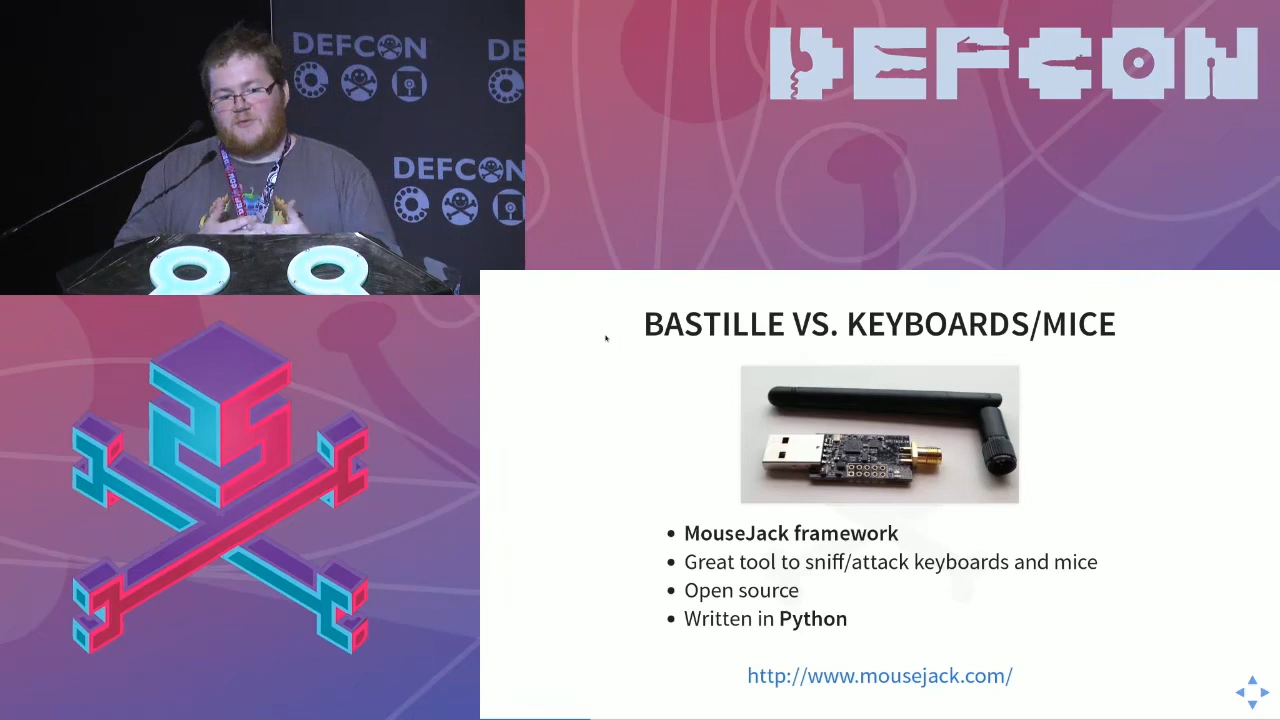 DEFCON
DE
DEFCON
DEFCON
BASTILLE VS. KEYBOARDS/MICE
MouseJack framework
Great tool to sniff/attack keyboards and mice
Open source
Written in Python
http://www.mousejack.com/